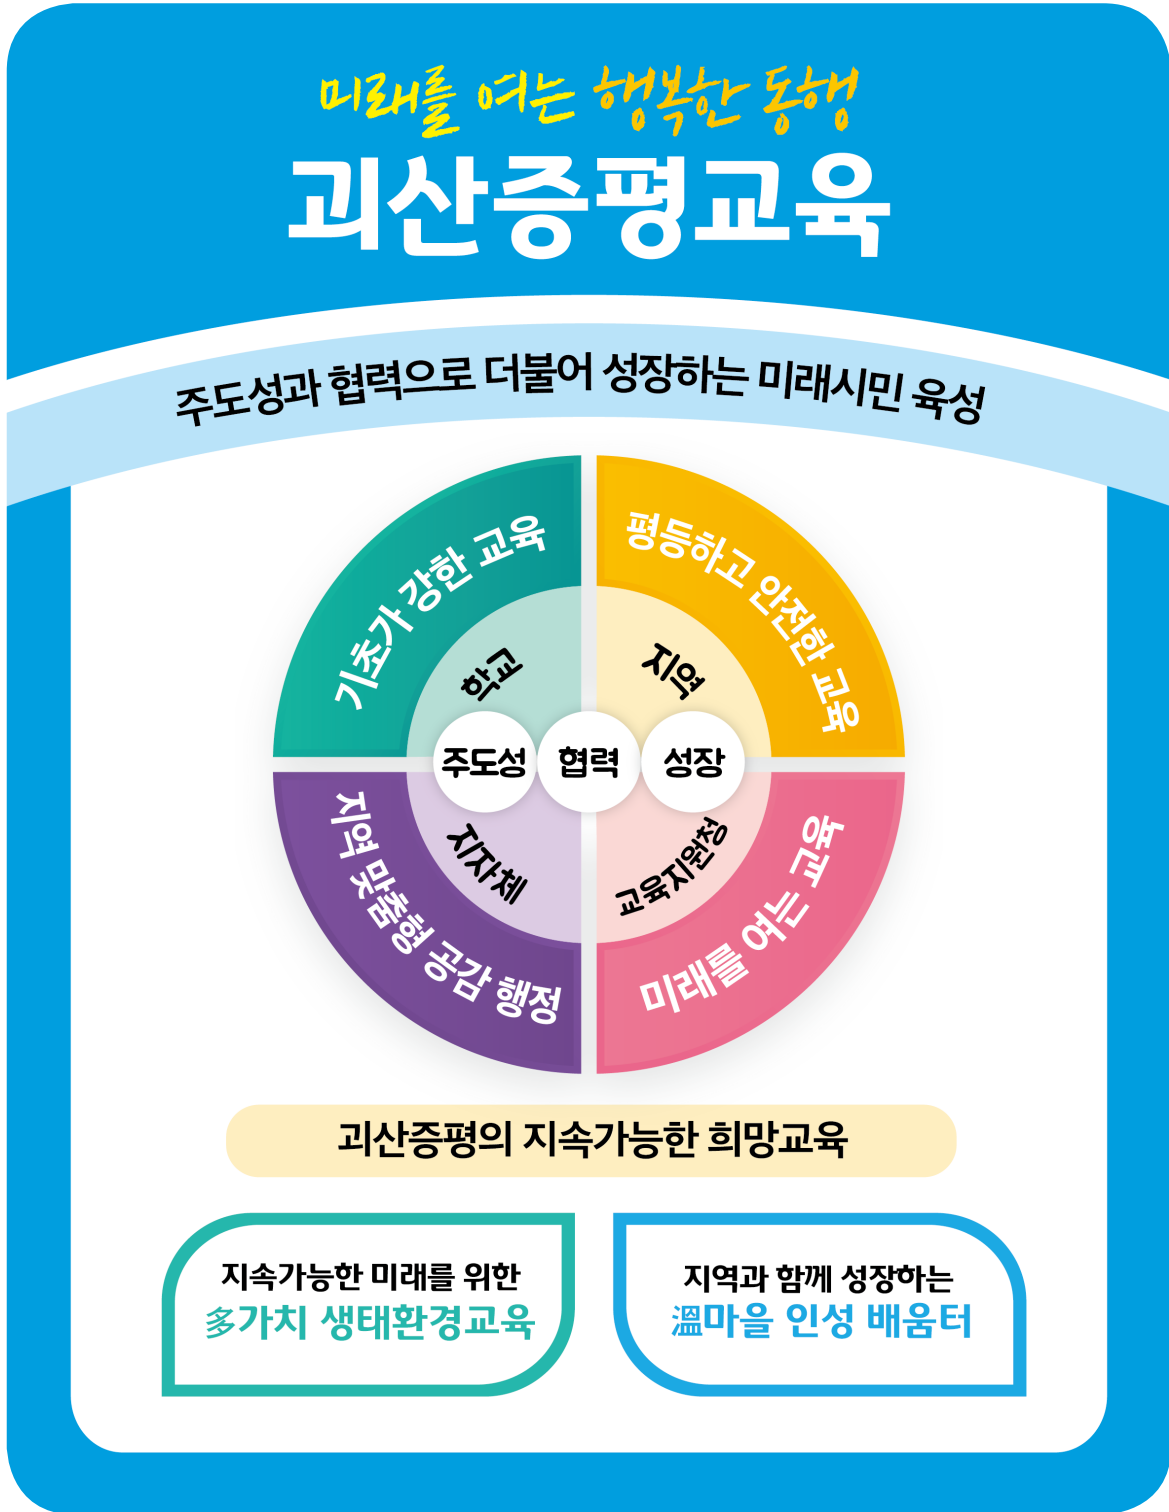 미래를 여는 행복한 동행
괴산증평교육
주도성과 협력으로 더불어 성장하는 미래시민 육성
기초가 강한 교육
평등하고 안전한 교육
학교
지역
주도성
협력
성장
지자체
교육지원청
지역 맞춤형 공감 행정
미래를 여는 교육
괴산증평의 지속가능한 희망교육
지속가능한 미래를 위한
多가치 생태환경교육
지역과 함께 성장하는
溫마을 인성 배움터